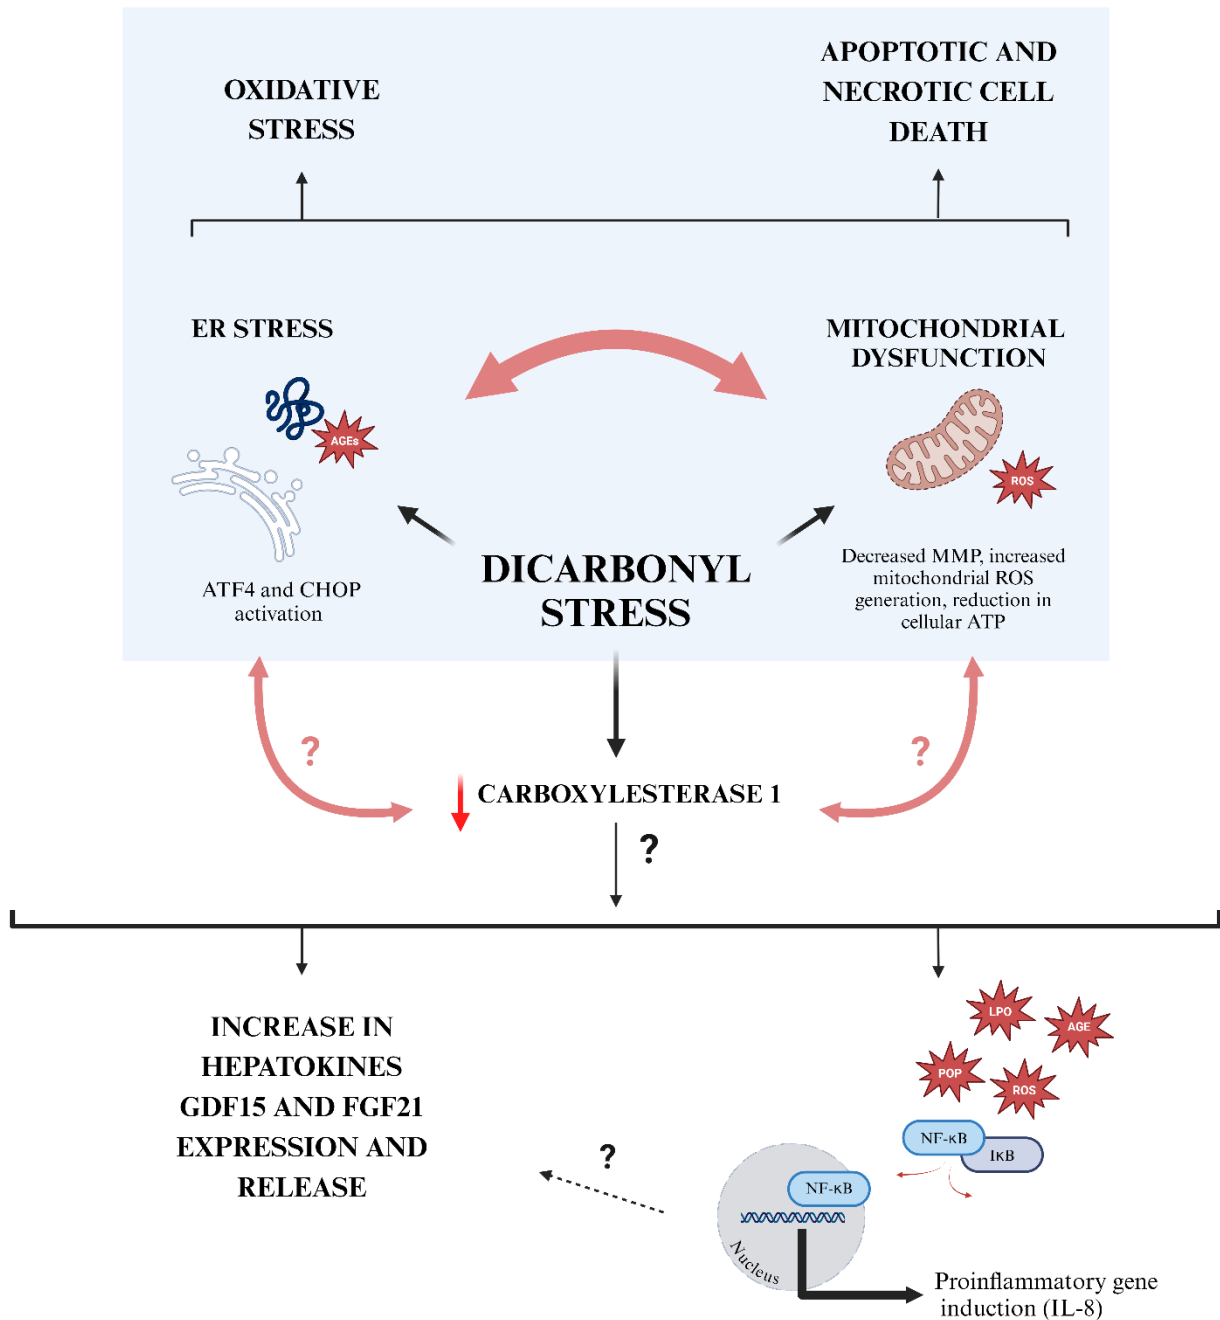 OXIDATIVE
STRESS
APOPTOTIC AND
NECROTIC CELL
DEATH
ER STRESS
MITOCHONDRIAL
DYSFUNCTION
AGEs
ROS
ATF4 and CHOP
activation
DICARBONYL
STRESS
Decreased MMP, increased
mitochondrial ROS
generation, reduction in
cellular ATP
?
?
CARBOXYLESTERASE 1
?
INCREASE IN
HEPATOKINES
GDF15 AND FGF21
EXPRESSION AND
RELEASE
LPO
AGE
POP
ROS
NF-κB
IκB
?
NF-κB
Nucleus
Proinflammatory gene
induction (IL-8)